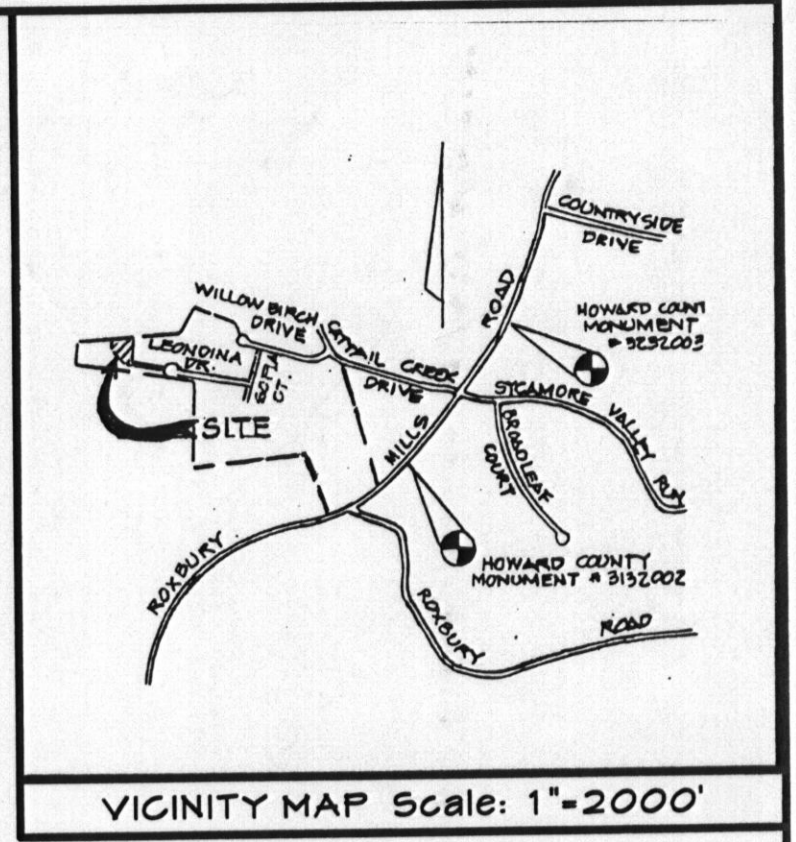 COUNTRYSIDE
DRIVE
ROAD
HOWARD COUNT
MONUMENT
# 3232003
WILLOW BIRCH
DRIVE
CATTAIL CREEK
DRIVE
LEONDINA
DR.
SOFIA
CT.
SITE
SYCAMORE VALLEY RUN
BROADLEAF
COURT
MILLS
HOWARD COUNTY
MONUMENT # 3132002
ROXBURY
ROXBURY ROAD
VICINITY MAP Scale: 1"=2000'